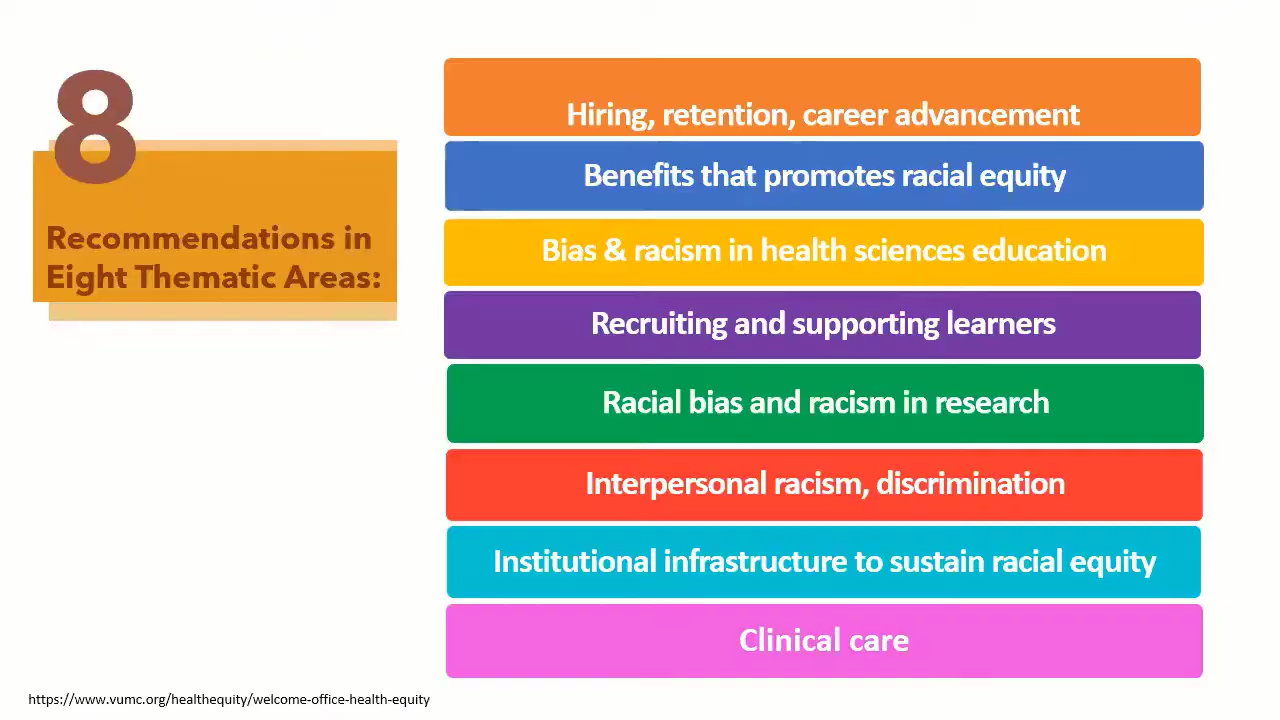 8
Recommendations in
Eight Thematic Areas:
Hiring, retention, career advancement
Benefits that promotes racial equity
Bias & racism in health sciences education
Recruiting and supporting learners
Racial bias and racism in research
Interpersonal racism, discrimination
Institutional infrastructure to sustain racial equity
Clinical care
https://www.vumc.org/healthequity/welcome-office-health-equity